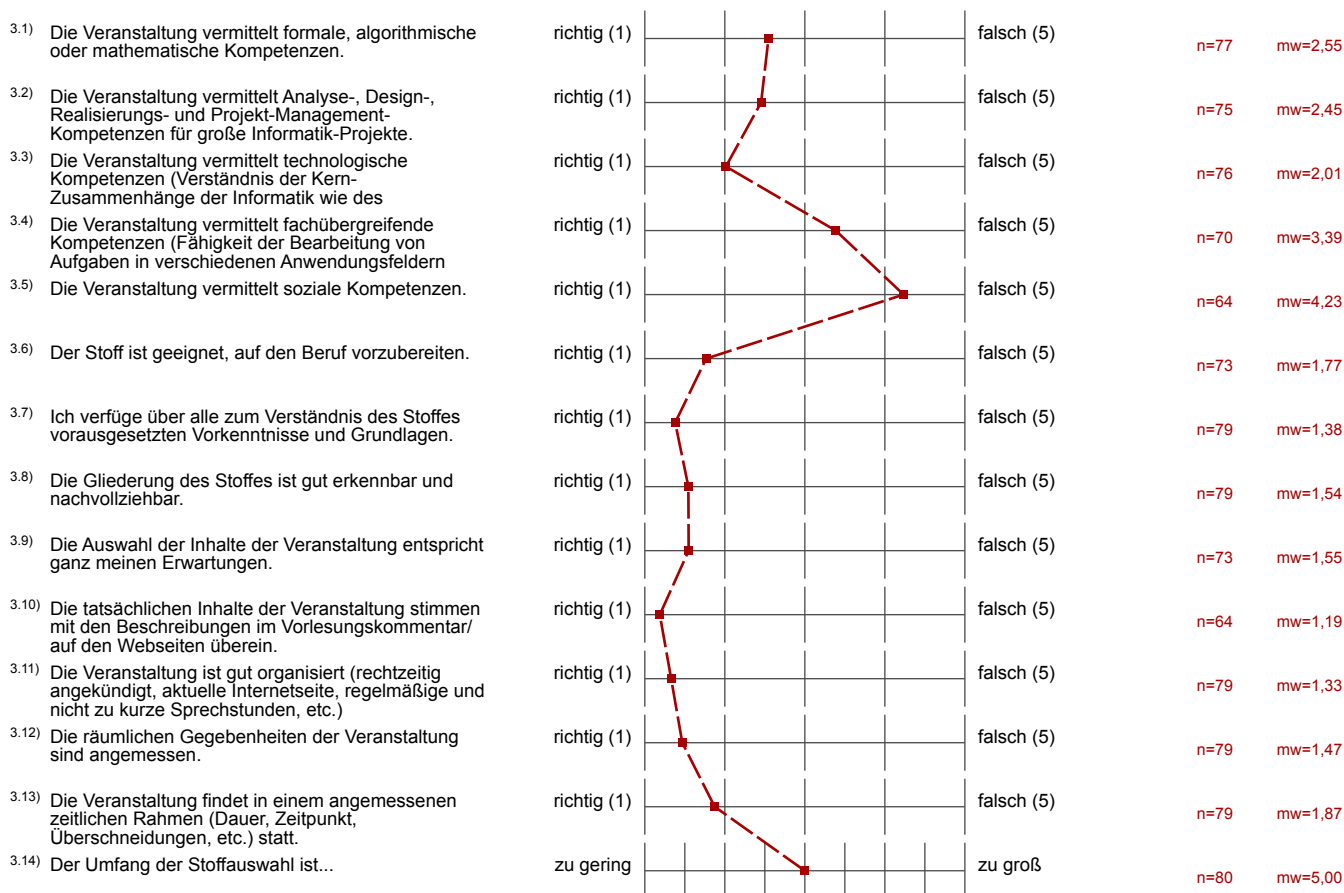 3.1) Die Veranstaltung vermittelt formale, algorithmische
oder mathematische Kompetenzen.
richtig (1) falsch (5) n=77 mw=2,55
3.2) Die Veranstaltung vermittelt Analyse-, Design-,
Realisierungs- und Projekt-Management-
Kompetenzen für große Informatik-Projekte.
richtig (1) falsch (5) n=75 mw=2,45
3.3) Die Veranstaltung vermittelt technologische
Kompetenzen (Verständnis der Kern-
Zusammenhänge der Informatik wie des
richtig (1) falsch (5) n=76 mw=2,01
3.4) Die Veranstaltung vermittelt fachübergreifende
Kompetenzen (Fähigkeit der Bearbeitung von
Aufgaben in verschiedenen Anwendungsfeldern
richtig (1) falsch (5) n=70 mw=3,39
3.5) Die Veranstaltung vermittelt soziale Kompetenzen.
richtig (1) falsch (5) n=64 mw=4,23
3.6) Der Stoff ist geeignet, auf den Beruf vorzubereiten.
richtig (1) falsch (5) n=73 mw=1,77
3.7) Ich verfüge über alle zum Verständnis des Stoffes
vorausgesetzten Vorkenntnisse und Grundlagen.
richtig (1) falsch (5) n=79 mw=1,38
3.8) Die Gliederung des Stoffes ist gut erkennbar und
nachvollziehbar.
richtig (1) falsch (5) n=79 mw=1,54
3.9) Die Auswahl der Inhalte der Veranstaltung entspricht
ganz meinen Erwartungen.
richtig (1) falsch (5) n=73 mw=1,55
3.10) Die tatsächlichen Inhalte der Veranstaltung stimmen
mit den Beschreibungen im Vorlesungskommentar/
auf den Webseiten überein.
richtig (1) falsch (5) n=64 mw=1,19
3.11) Die Veranstaltung ist gut organisiert (rechtzeitig
angekündigt, aktuelle Internetseite, regelmäßige und
nicht zu kurze Sprechstunden, etc.)
richtig (1) falsch (5) n=79 mw=1,33
3.12) Die räumlichen Gegebenheiten der Veranstaltung
sind angemessen.
richtig (1) falsch (5) n=79 mw=1,47
3.13) Die Veranstaltung findet in einem angemessenen
zeitlichen Rahmen (Dauer, Zeitpunkt,
Überschneidungen, etc.) statt.
richtig (1) falsch (5) n=79 mw=1,87
3.14) Der Umfang der Stoffauswahl ist...
zu gering zu groß n=80 mw=5,00